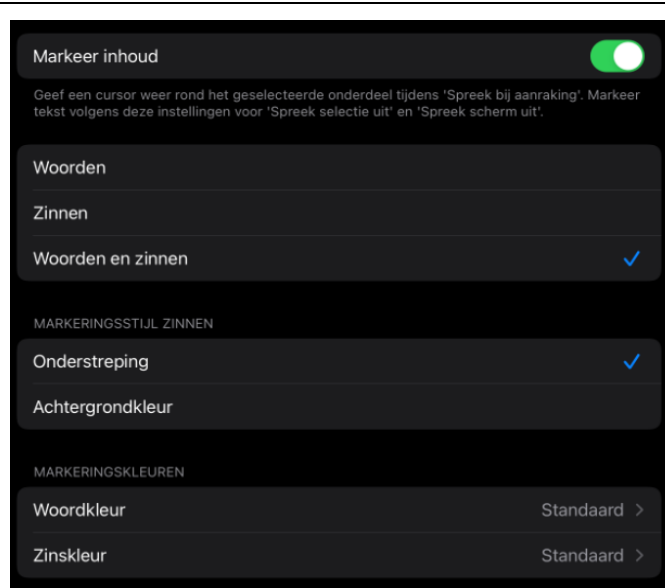 Markeer inhoud
Geef een cursor weer rond het geselecteerde onderdeel tijdens 'Spreek bij aanraking'. Markeer
tekst volgens deze instellingen voor 'Spreek selectie uit' en 'Spreek scherm uit'.
Woorden
Zinnen
Woorden en zinnen
MARKERINGSSTIJL ZINNEN
Onderstreping
Achtergrondkleur
MARKERINGSKLEUREN
Woordkleur Standaard
Zinskleur Standaard